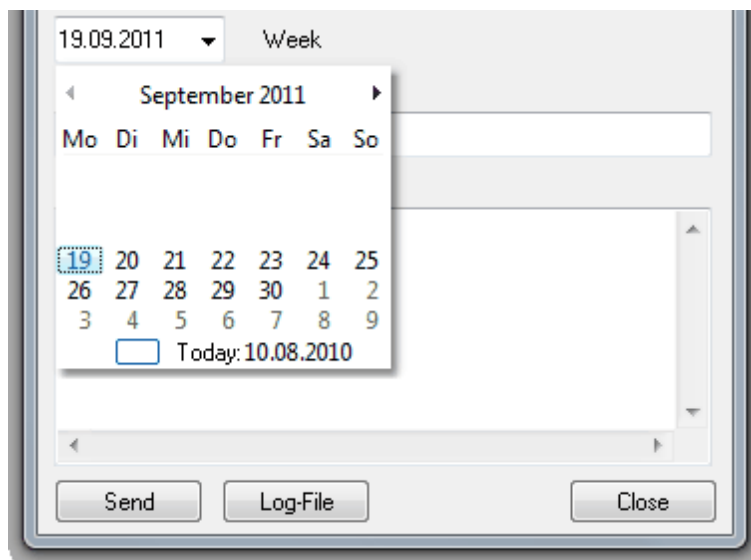 19.09.2011 Week
September 2011
Mo Di Mi Do Fr Sa So
19 20 21 22 23 24 25
26 27 28 29 30 1 2
3 4 5 6 7 8 9
Today: 10.08.2010
Send Log-File Close